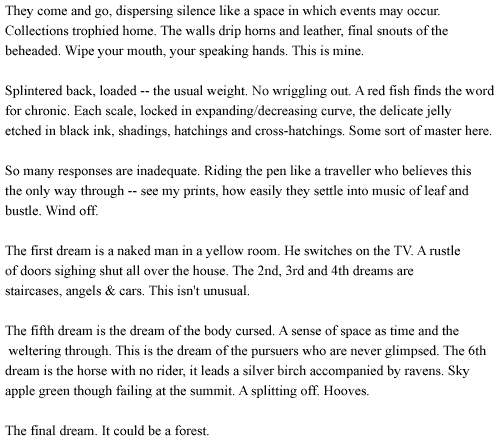 They come and go, dispersing silence like a space in which events may occur.
Collections trophied home. The walls drip horns and leather, final snouts of the
beheaded. Wipe your mouth, your speaking hands. This is mine.

Splintered back, loaded -- the usual weight. No wriggling out. A red fish finds the word
for chronic. Each scale, locked in expanding/decreasing curve, the delicate jelly
etched in black ink, shadings, hatchings and cross-hatchings. Some sort of master here.

So many responses are inadequate. Riding the pen like a traveller who believes this
the only way through -- see my prints, how easily they settle into music of leaf and
bustle. Wind off.

The first dream is a naked man in a yellow room. He switches on the TV. A rustle
of doors sighing shut all over the house. The 2nd, 3rd and 4th dreams are
staircases, angels & cars. This isn't unusual.

The fifth dream is the dream of the body cursed. A sense of space as time and the
weltering through. This is the dream of the pursuers who are never glimpsed. The 6th
dream is the horse with no rider, it leads a silver birch accompanied by ravens. Sky
apple green though failing at the summit. A splitting off. Hooves.

The final dream. It could be a forest.